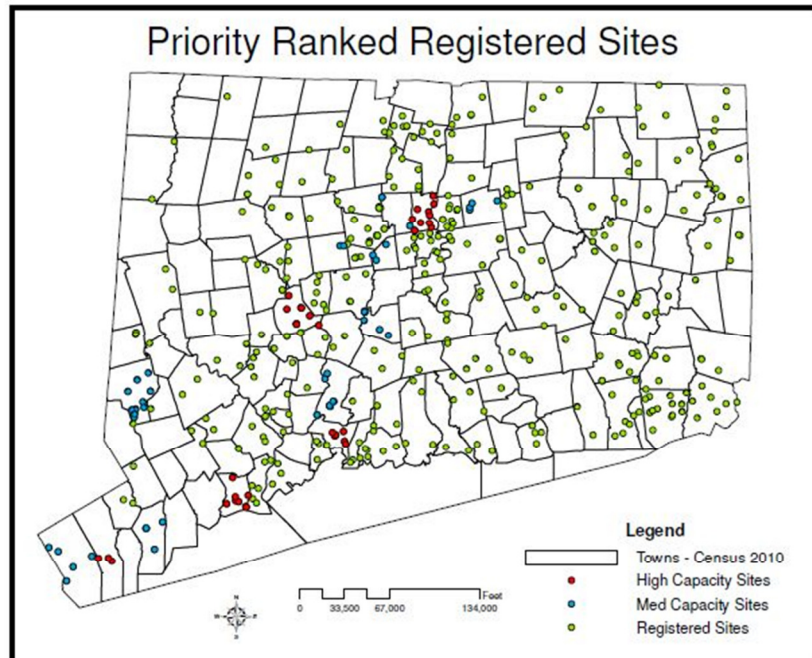 Priority Ranked Registered Sites
Legend
Towns - Census 2010
High Capacity Sites
Med Capacity Sites
Registered Sites
N
W
E
S
Feet
0 33,500 67,000 134,000